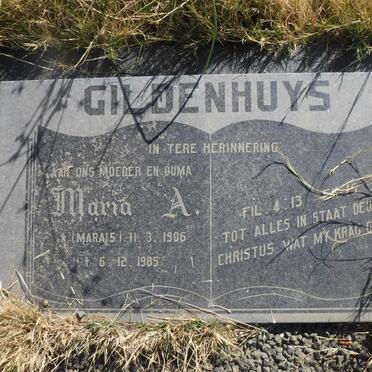 GILDENHUYS
IN TERE HERINNERING
AAN ONS MOEDER EN OUMA
Maria A.
(MARAIS) 11. 3. 1906
6. 12. 1985
FIL 4:13
TOT ALLES IN STAAT DEUR
CHRISTUS WAT MY KRAG